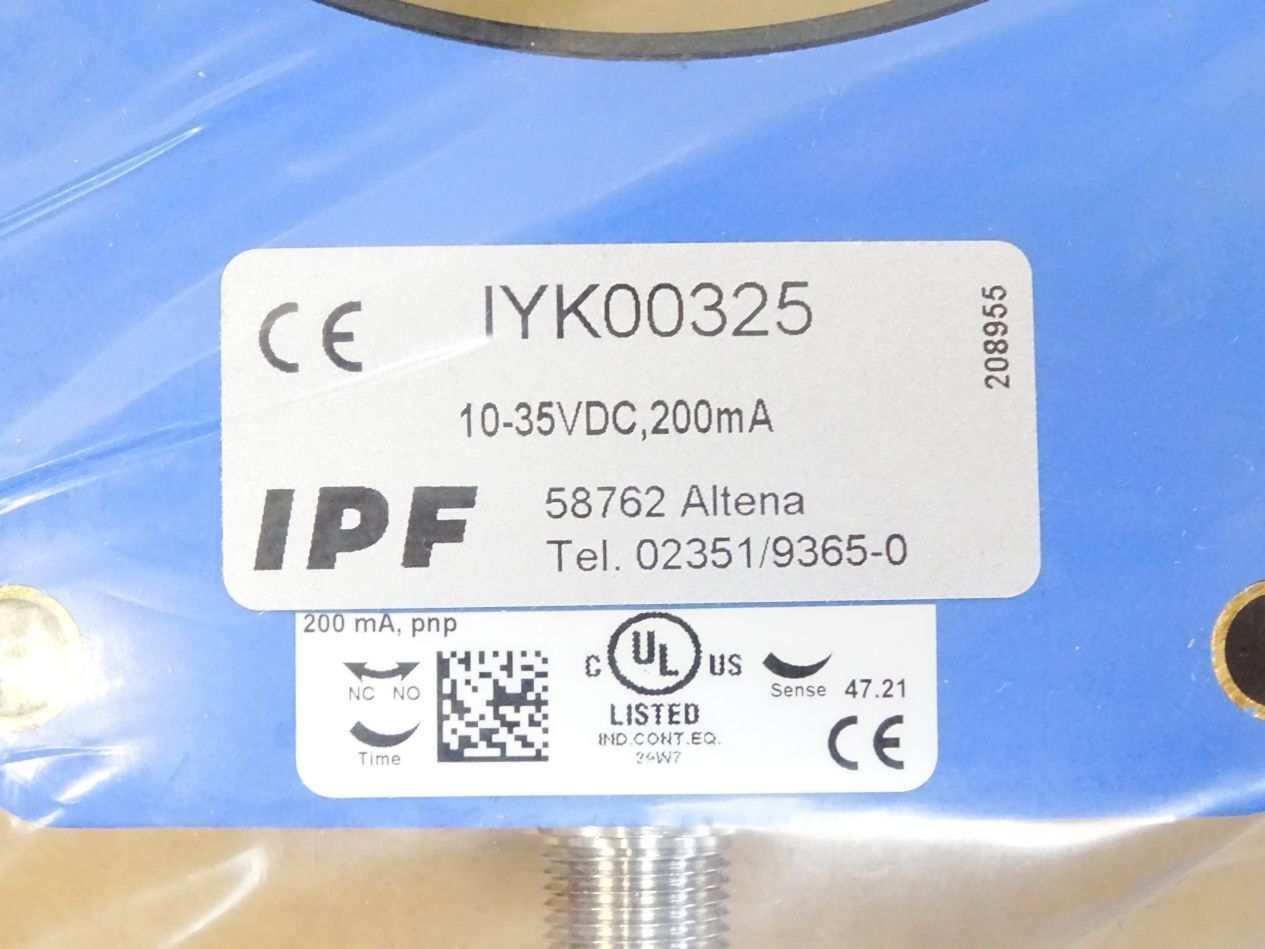 CE IYK00325
208955
10-35VDC,200mA
IPF 58762 Altena
Tel. 02351/9365-0
200 mA, pnp
NC NO
Time
C UL US
LISTED
IND.CONT.EQ.
Sense 47.21
CE